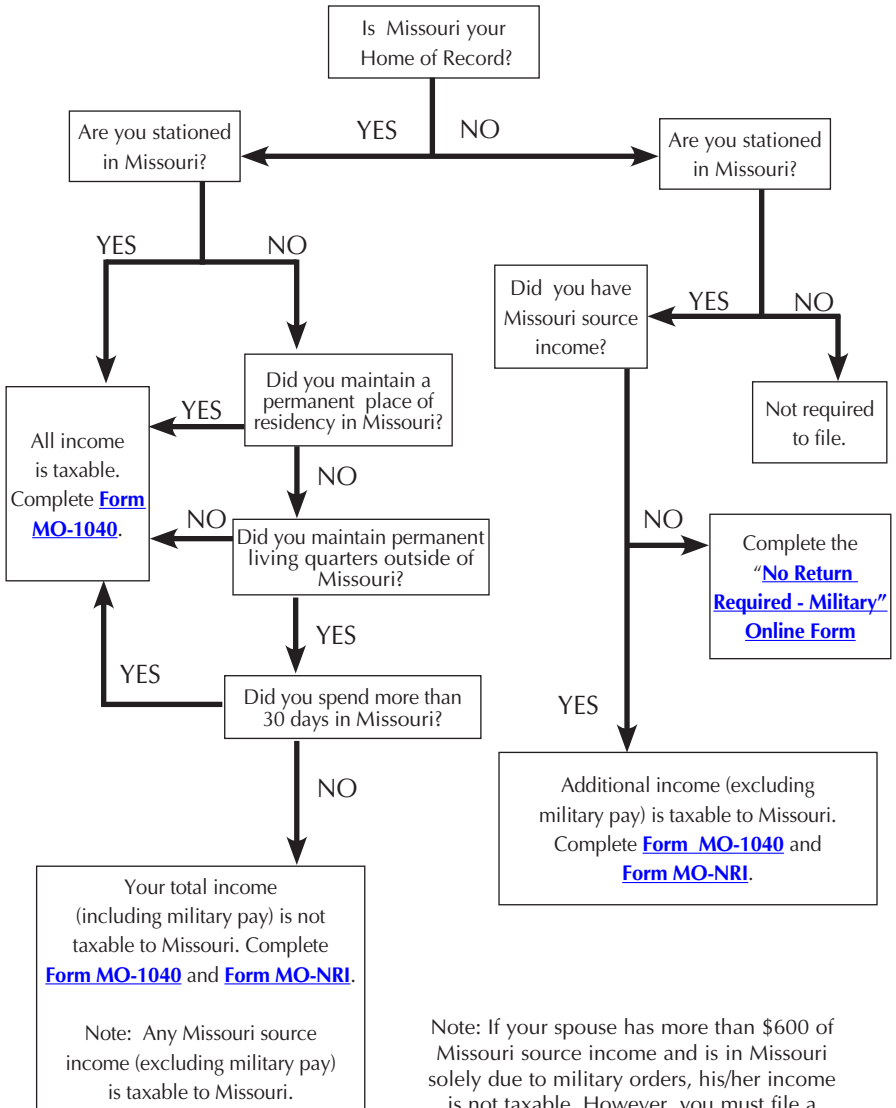 Is Missouri your
Home of Record?
YES NO
Are you stationed
in Missouri?
Are you stationed
in Missouri?
YES NO
Did you have
Missouri source
income?
YES NO
Did you maintain a
permanent place of
residency in Missouri?
YES
All income
is taxable.
Complete Form
MO-1040.
Not required
to file.
NO
NO
Did you maintain permanent
living quarters outside of
Missouri?
NO
Complete the
“No Return
Required - Military”
Online Form
YES
YES
Did you spend more than
30 days in Missouri?
YES
NO
Additional income (excluding
military pay) is taxable to Missouri.
Complete Form MO-1040 and
Form MO-NRI.
Your total income
(including military pay) is not
taxable to Missouri. Complete
Form MO-1040 and Form MO-NRI.
Note: Any Missouri source
income (excluding military pay)
is taxable to Missouri.
Note: If your spouse has more than $600 of
Missouri source income and is in Missouri
solely due to military orders, his/her income
is not taxable. However, you must file a